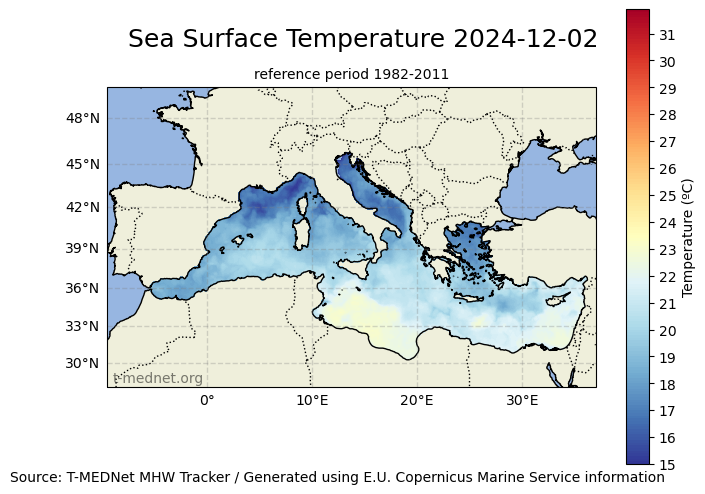 Sea Surface Temperature 2024-12-02
reference period 1982-2011
48°N
45°N
42°N
39°N
36°N
33°N
30°N
t-mednet.org
0°
10°E
20°E
30°E
31
30
29
28
27
26
25
24
23
22
21
20
19
18
17
16
15
Temperature (ºC)
Source: T-MEDNet MHW Tracker / Generated using E.U. Copernicus Marine Service information